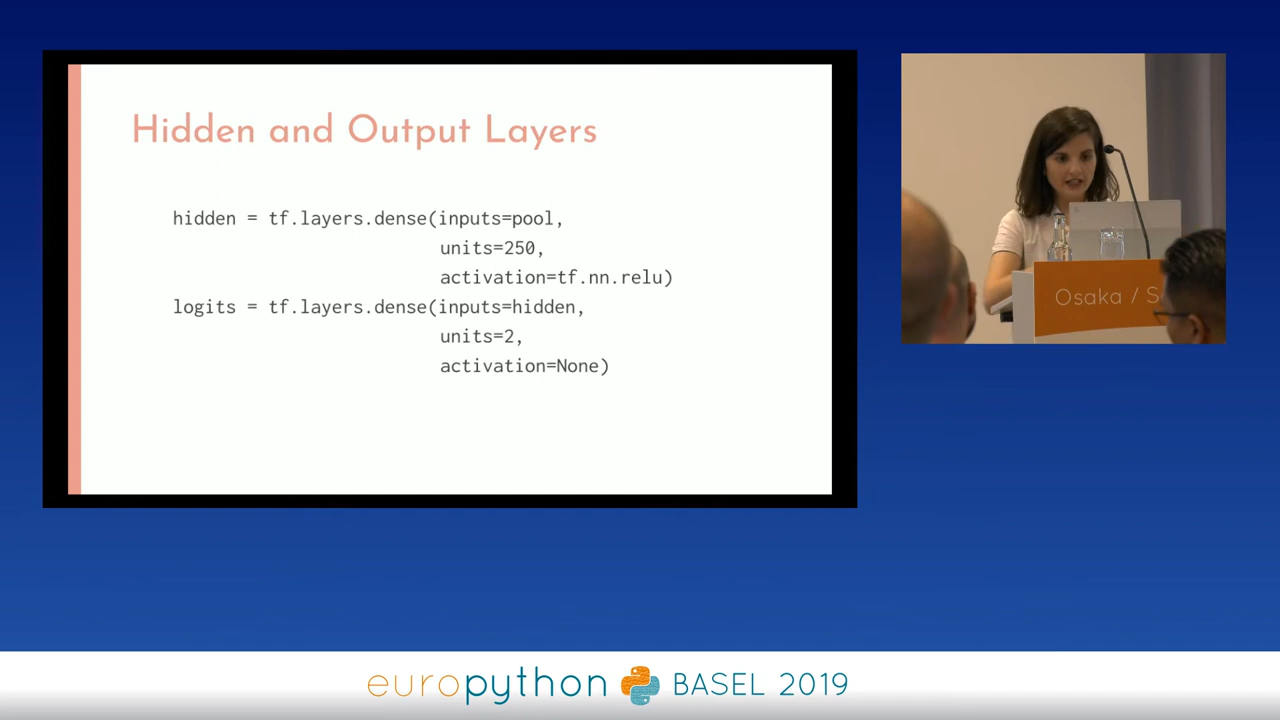 Hidden and Output Layers
hidden = tf.layers.dense(inputs=pool,
units=250,
activation=tf.nn.relu)
logits = tf.layers.dense(inputs=hidden,
units=2,
activation=None)
Osaka / S
europython BASEL 2019